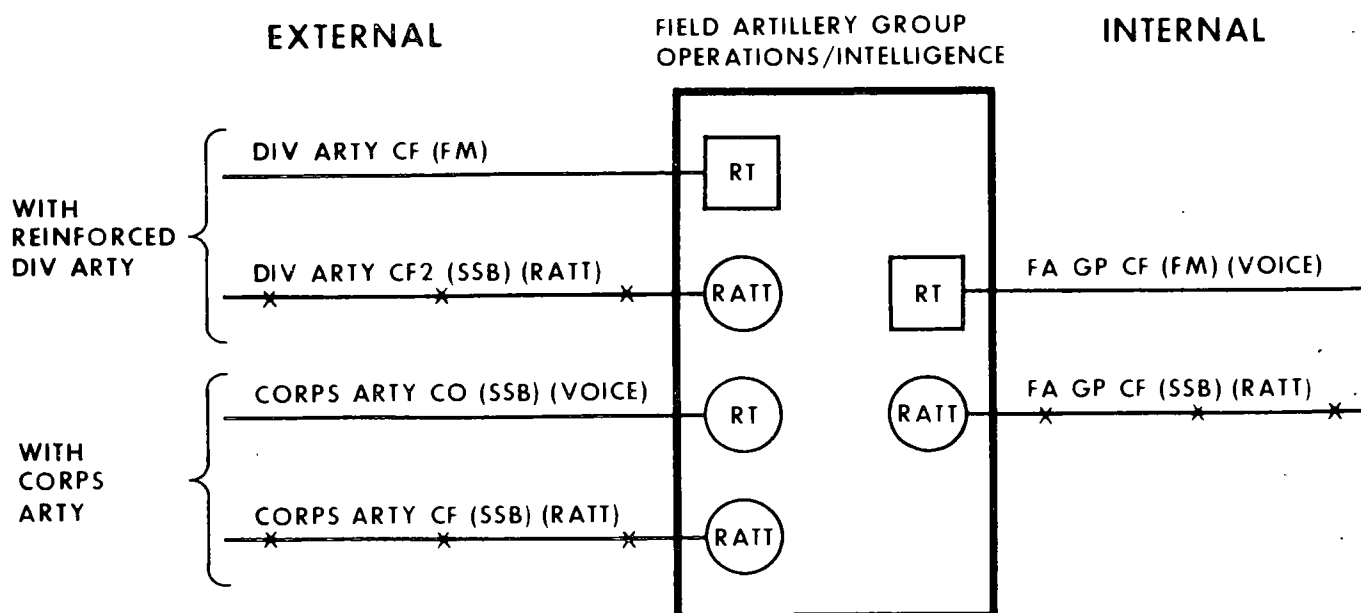 EXTERNAL
FIELD ARTILLERY GROUP
OPERATIONS/INTELLIGENCE
INTERNAL
WITH
REINFORCED
DIV ARTY
DIV ARTY CF (FM)
RT
DIV ARTY CF2 (SSB) (RATT)
RATT
RT
FA GP CF (FM) (VOICE)
WITH
CORPS
ARTY
CORPS ARTY CO (SSB) (VOICE)
RT
RATT
FA GP CF (SSB) (RATT)
CORPS ARTY CF (SSB) (RATT)
RATT